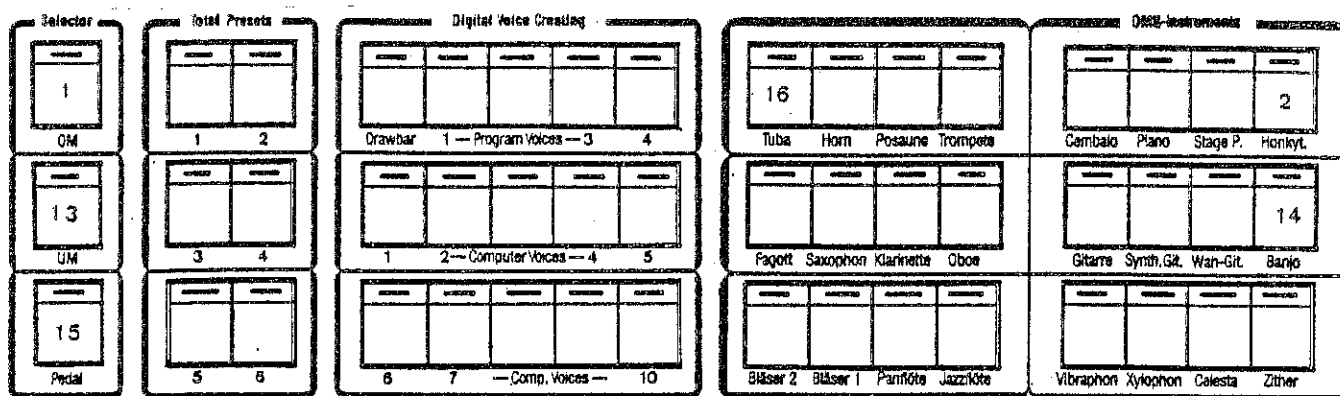 Selector Total Presets Digital Voice Creating OMB-Instruments
1 16 2
OM 1 2 Drawbar 1 — Program Voices — 3 4 Tuba Horn Posaune Trompete Cembalo Piano Stage P. Honkyt.
13 14
UM 3 4 1 2 — Computer Voices — 4 5 Fagott Saxophon Klarinette Oboe Gitarre Synth. Git. Wah-Git. Banjo
15
Pedal 5 6 6 7 — Comp. Voices — 10 Bläser 2 Bläser 1 Panflöte Jazzflöte Vibraphon Xylophon Celesta Zither